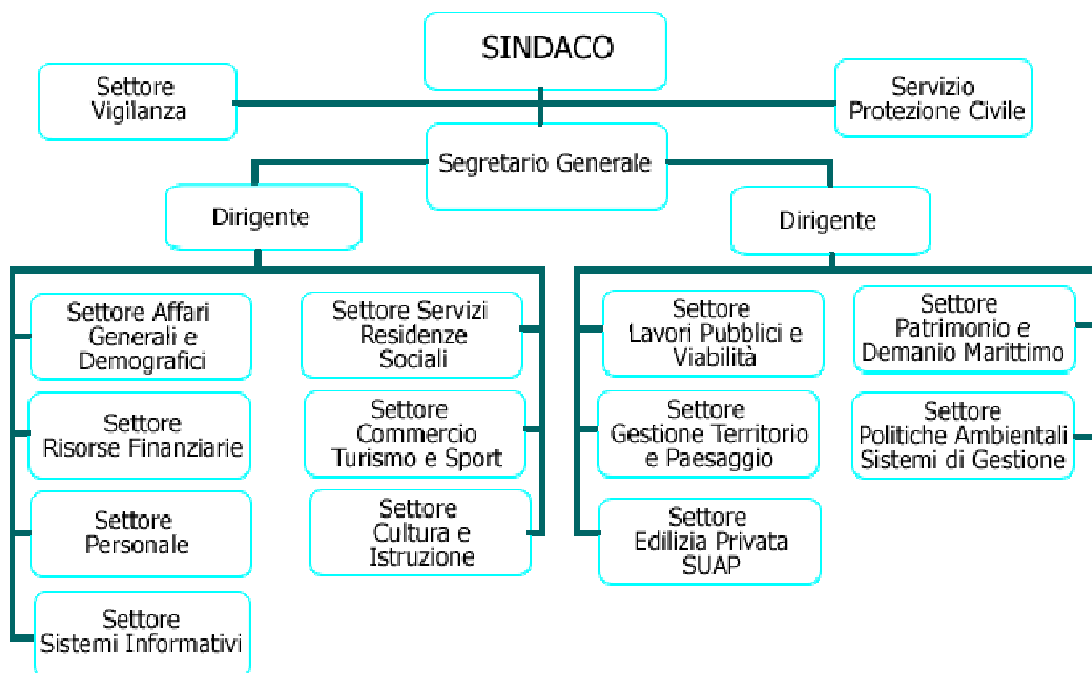 SINDACO
Settore
Vigilanza
Servizio
Protezione Civile
Segretario Generale
Dirigente
Dirigente
Settore Affari
Generali e
Demografici
Settore Servizi
Residenze
Sociali
Settore
Lavori Pubblici e
Viabilità
Settore
Patrimonio e
Demanio Marittimo
Settore
Risorse Finanziarie
Settore
Commercio
Turismo e Sport
Settore
Gestione Territorio
e Paesaggio
Settore
Politiche Ambientali
Sistemi di Gestione
Settore
Personale
Settore
Cultura e
Istruzione
Settore
Edilizia Privata
SUAP
Settore
Sistemi Informativi